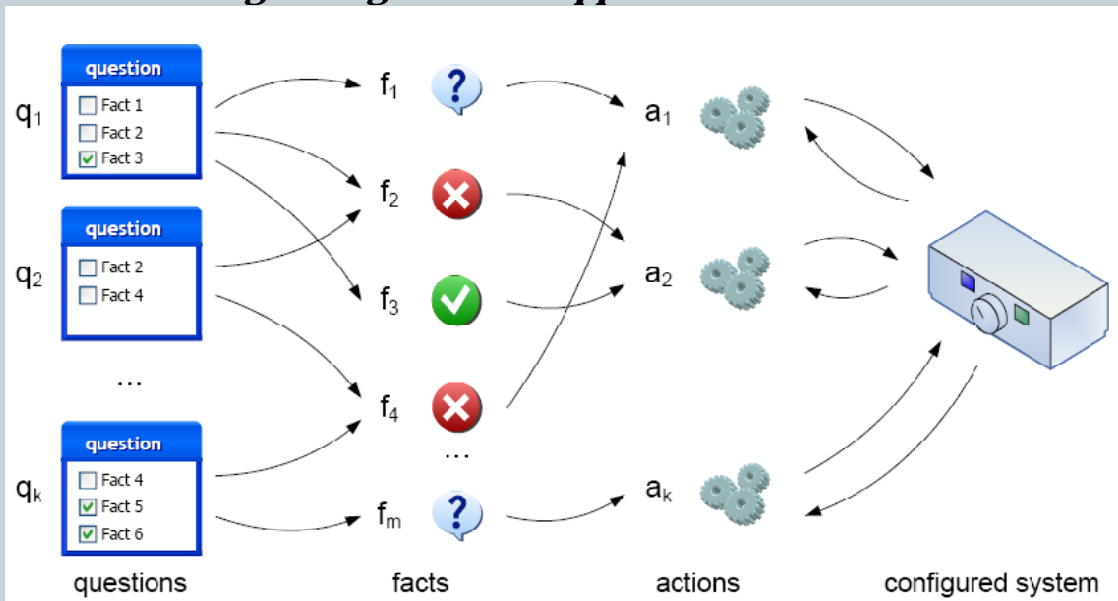 question
Fact 1
Fact 2
Fact 3
q1
question
Fact 2
Fact 4
q2
...
question
Fact 4
Fact 5
Fact 6
qk
f1
f2
f3
f4
...
fm
a1
a2
ak
questions facts actions configured system